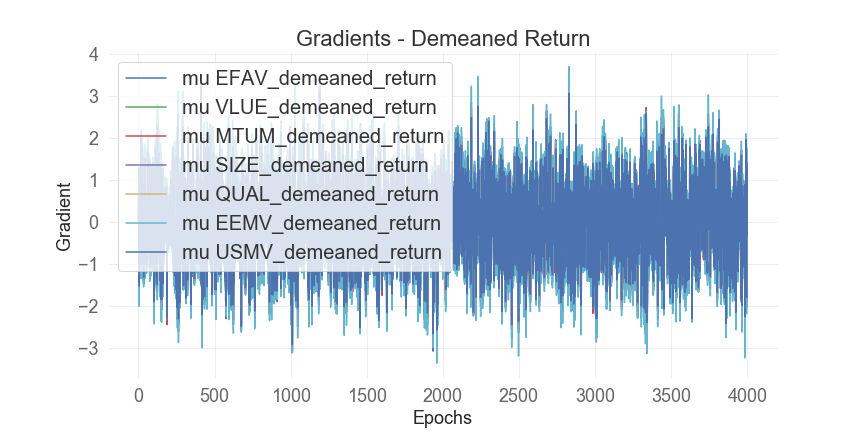 Gradients - Demeaned Return
4
3
2
1
0
−1
−2
−3
Gradient
mu EFAV_demeaned_return
mu VLUE_demeaned_return
mu MTUM_demeaned_return
mu SIZE_demeaned_return
mu QUAL_demeaned_return
mu EEMV_demeaned_return
mu USMV_demeaned_return
0 500 1000 1500 2000 2500 3000 3500 4000
Epochs